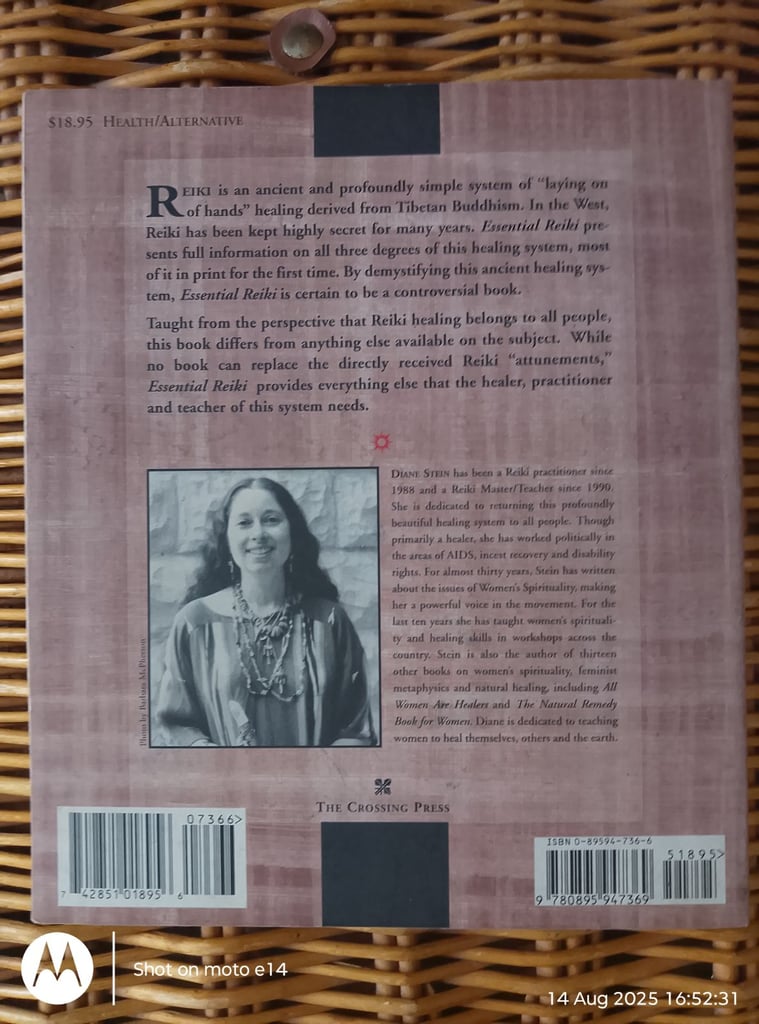 $18.95 HEALTH/ALTERNATIVE
REIKI is an ancient and profoundly simple system of “laying on
of hands” healing derived from Tibetan Buddhism. In the West,
Reiki has been kept highly secret for many years. Essential Reiki pre-
sents full information on all three degrees of this healing system, most
of it in print for the first time. By demystifying this ancient healing sys-
tem, Essential Reiki is certain to be a controversial book.
Taught from the perspective that Reiki healing belongs to all people,
this book differs from anything else available on the subject. While
no book can replace the directly received Reiki “attunements,”
Essential Reiki provides everything else that the healer, practitioner
and teacher of this system needs.
DIANE STEIN has been a Reiki practitioner since
1988 and a Reiki Master/Teacher since 1990.
She is dedicated to returning this profoundly
beautiful healing system to all people. Though
primarily a healer, she has worked politically in
the areas of AIDS, incest recovery and disability
rights. For almost thirty years, Stein has written
about the issues of Women's Spirituality, making
her a powerful voice in the movement. For the
last ten years she has taught women's spirituali-
ty and healing skills in workshops across the
country. Stein is also the author of thirteen
other books on women's spirituality, feminist
metaphysics and natural healing, including All
Women Are Healers and The Natural Remedy
Book for Women. Diane is dedicated to teaching
women to heal themselves, others and the earth.
Photo by Barbara McPherson
THE CROSSING PRESS
07366>
7 42851 01895 6
ISBN 0-89594-736-6
51895>
9 780895 947369
Shot on moto e14
14 Aug 2025 16:52:31